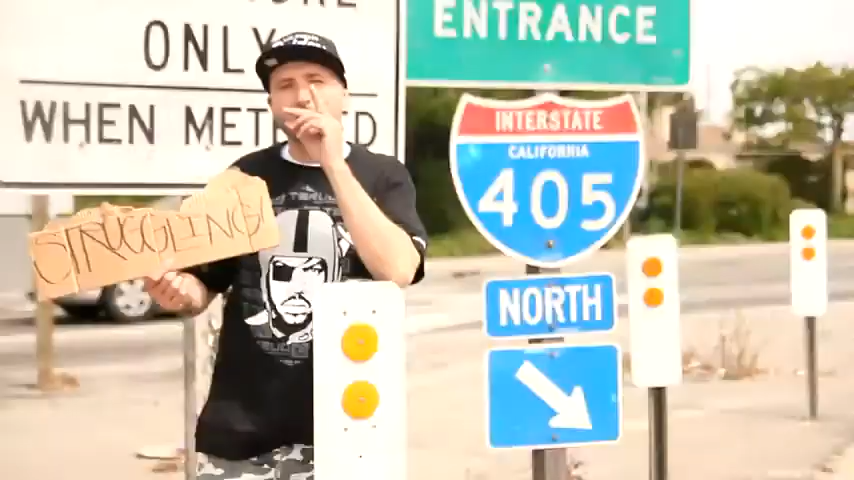 ONLY
WHEN METERED
STRUGGLING!
ENTRANCE
INTERSTATE
CALIFORNIA
405
NORTH